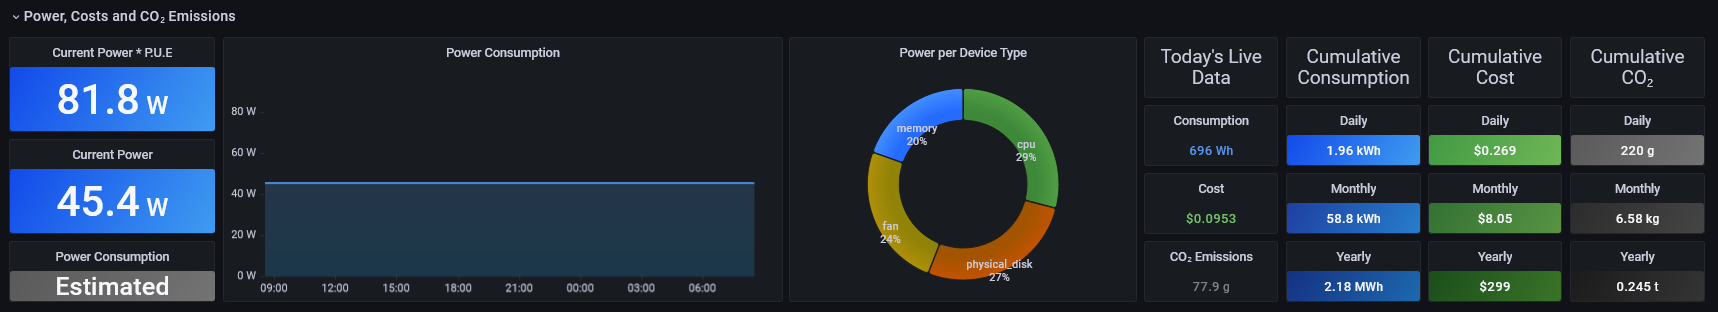 Power, Costs and CO₂ Emissions
Current Power * P.U.E
81.8 W
Current Power
45.4 W
Power Consumption
Estimated
Power Consumption
80 W
60 W
40 W
20 W
0 W
09:00 12:00 15:00 18:00 21:00 00:00 03:00 06:00
Power per Device Type
memory
20%
cpu
29%
fan
24%
physical_disk
27%
Today's Live
Data
Consumption
696 Wh
Cost
$0.0953
CO₂ Emissions
77.9 g
Cumulative
Consumption
Daily
1.96 kWh
Monthly
58.8 kWh
Yearly
2.18 MWh
Cumulative
Cost
Daily
$0.269
Monthly
$8.05
Yearly
$299
Cumulative
CO₂
Daily
220 g
Monthly
6.58 kg
Yearly
0.245 t